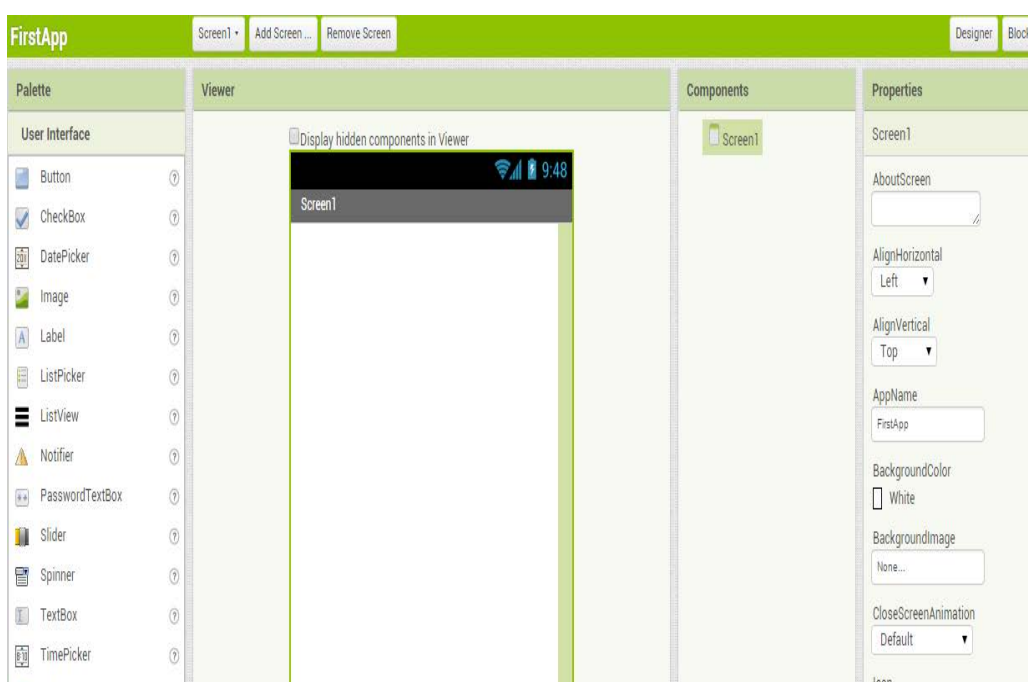 FirstApp
Screen1
Add Screen ...
Remove Screen
Designer
Palette
User Interface
Button
CheckBox
DatePicker
Image
Label
ListPicker
ListView
Notifier
PasswordTextBox
Slider
Spinner
TextBox
TimePicker
Viewer
Display hidden components in Viewer
9:48
Screen1
Components
Screen1
Properties
Screen1
AboutScreen
AlignHorizontal
Left
AlignVertical
Top
AppName
FirstApp
BackgroundColor
White
BackgroundImage
None...
CloseScreenAnimation
Default